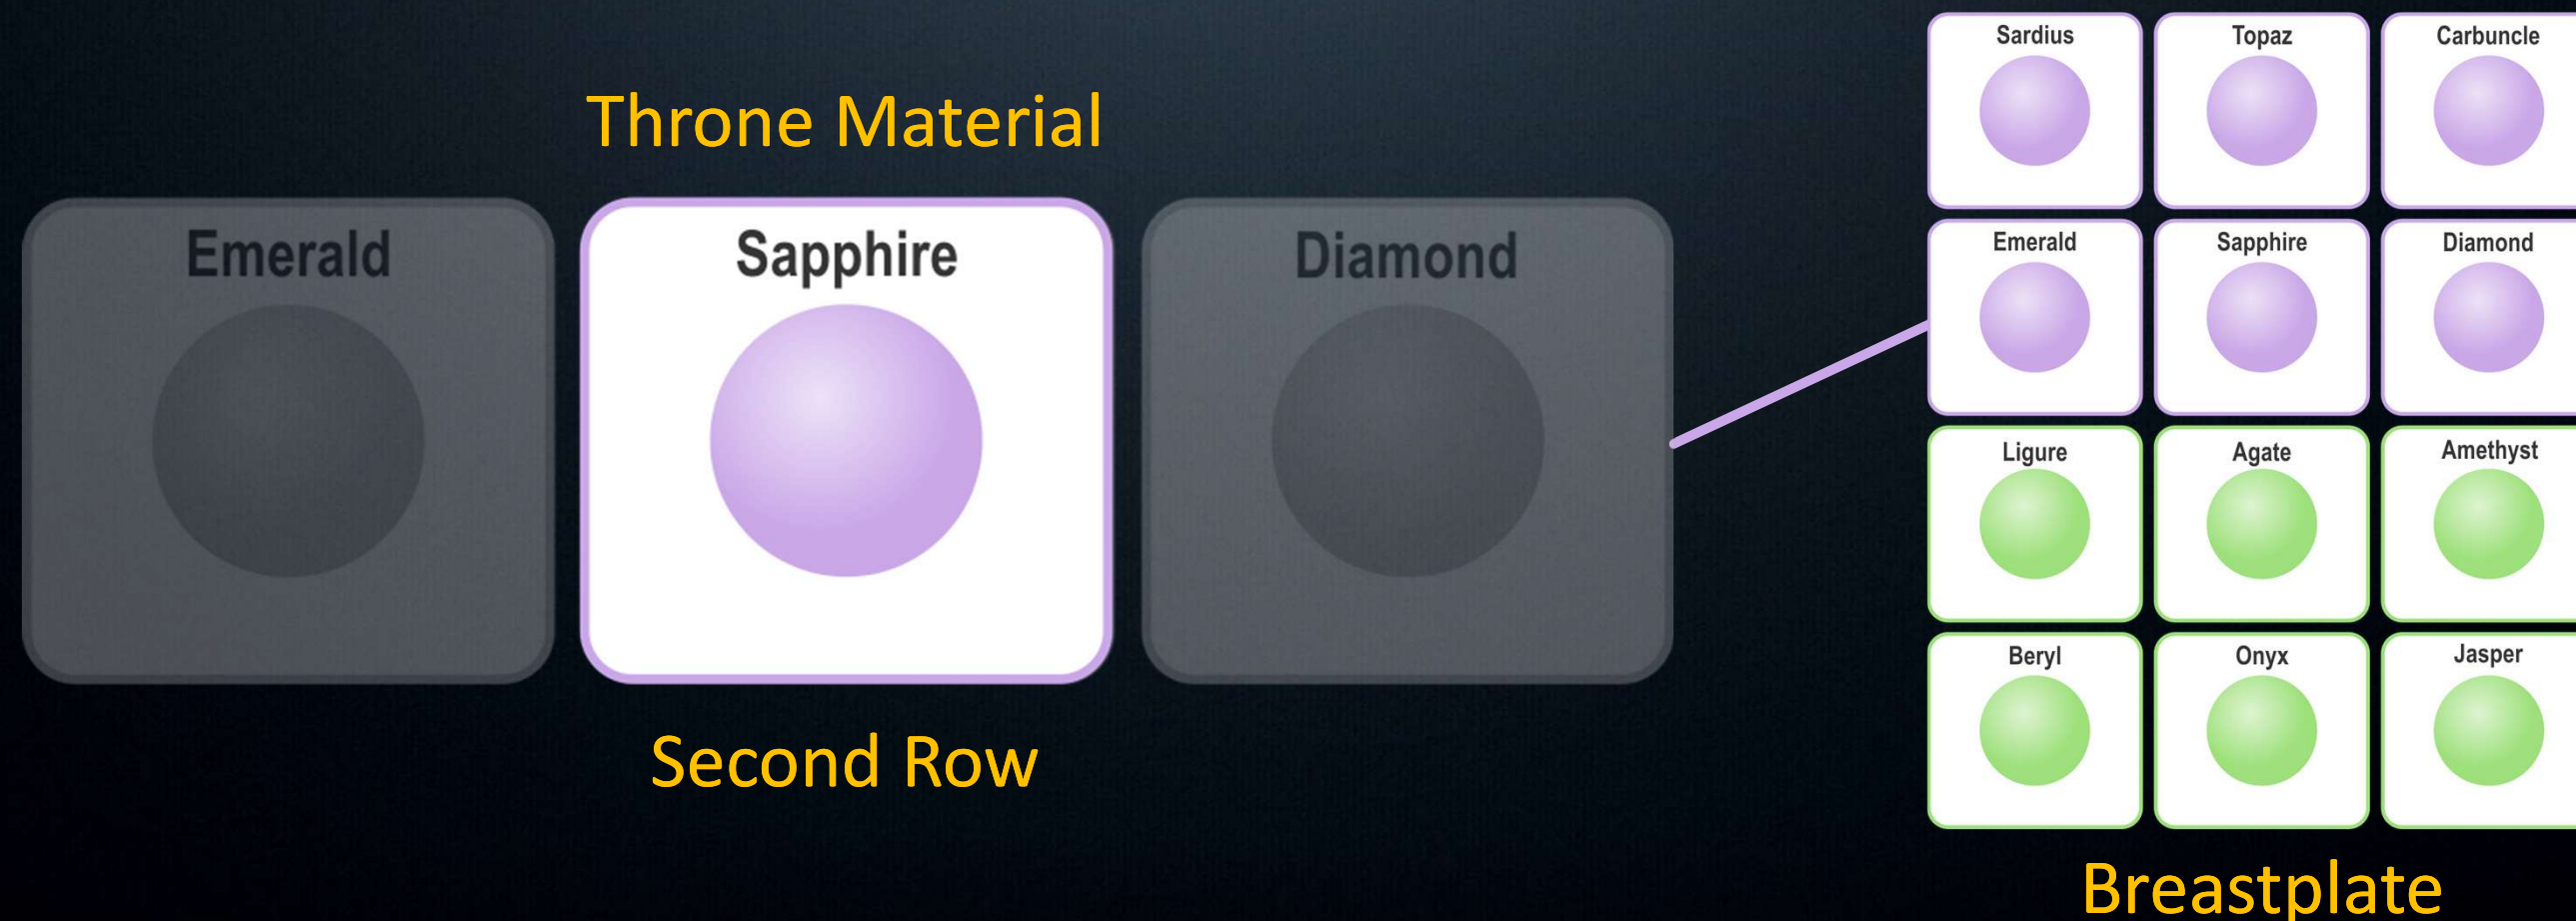 Throne Material
Emerald Sapphire Diamond
Second Row
Sardius Topaz Carbuncle
Emerald Sapphire Diamond
Ligure Agate Amethyst
Beryl Onyx Jasper
Breastplate